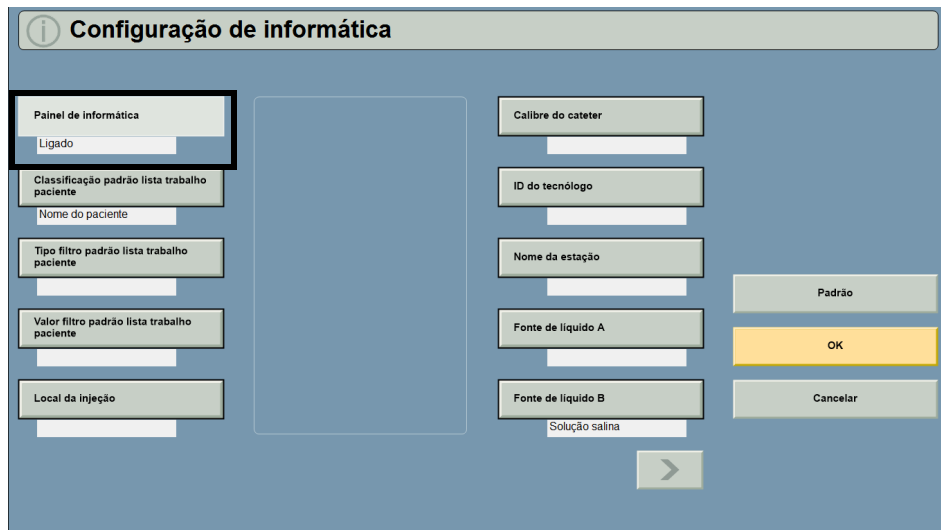 Configuração de informática
Painel de informática
Ligado
Classificação padrão lista trabalho
paciente
Nome do paciente
Tipo filtro padrão lista trabalho
paciente
Valor filtro padrão lista trabalho
paciente
Local da injeção
Calibre do cateter
ID do tecnólogo
Nome da estação
Fonte de líquido A
Fonte de líquido B
Solução salina
Padrão
OK
Cancelar